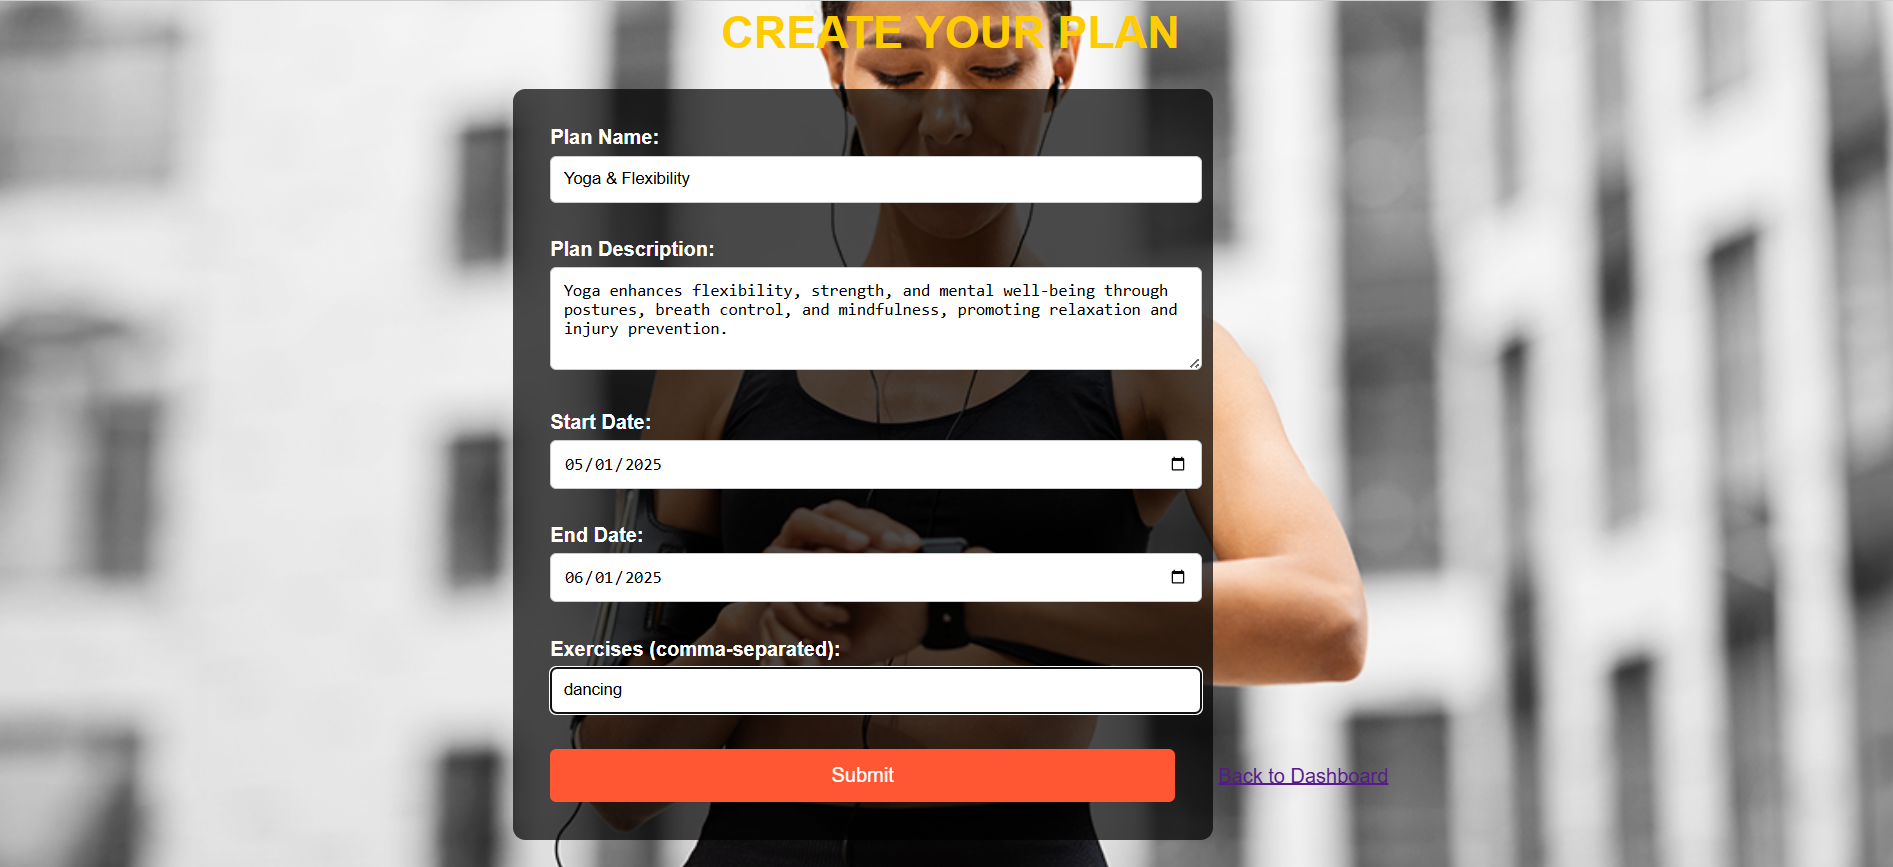 CREATE YOUR PLAN
Plan Name:
Yoga & Flexibility
Plan Description:
Yoga enhances flexibility, strength, and mental well-being through
postures, breath control, and mindfulness, promoting relaxation and
injury prevention.
Start Date:
05/01/2025
End Date:
06/01/2025
Exercises (comma-separated):
dancing
Submit
Back to Dashboard